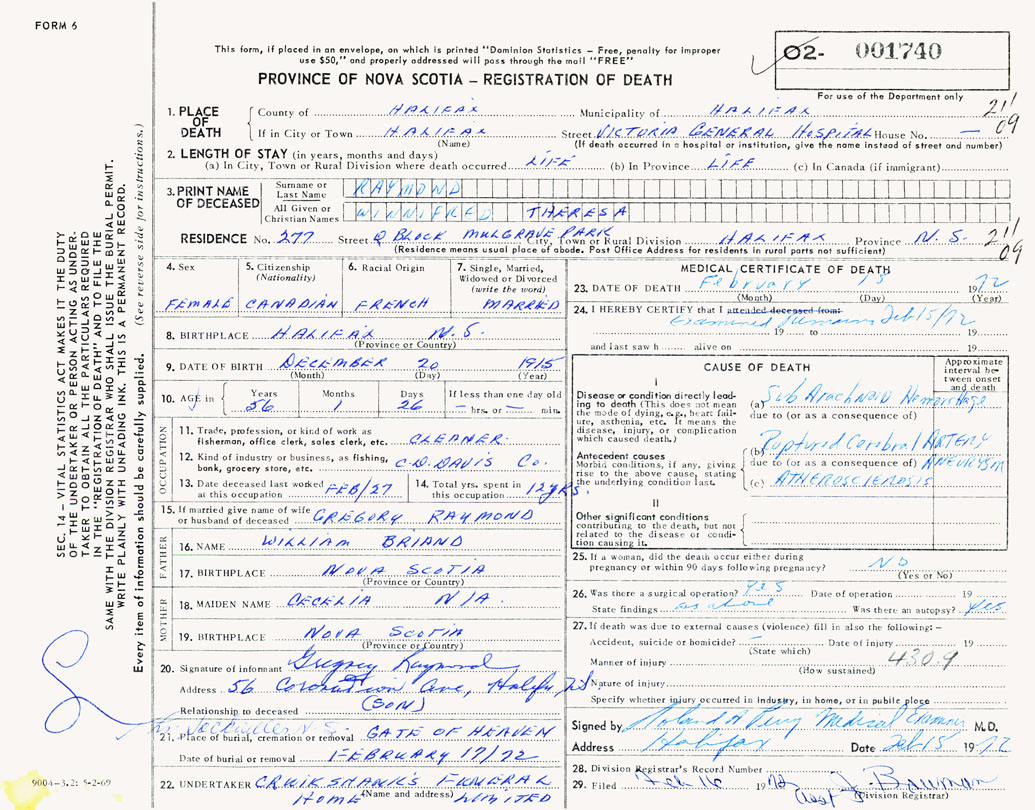 FORM 6
This form, if placed in an envelope, on which is printed "Dominion Statistics – Free, penalty for improper
use $50," and properly addressed will pass through the mail "FREE"
PROVINCE OF NOVA SCOTIA – REGISTRATION OF DEATH
02- 001740
For use of the Department only
1. PLACE OF DEATH
County of HALIFAX Municipality of HALIFAX
211
09
If in City or Town HALIFAX Street VICTORIA GENERAL HOSPITAL House No. —
(Name) (If death occurred in a hospital or institution, give the name instead of street and number)
2. LENGTH OF STAY (in years, months and days)
(a) In City, Town or Rural Division where death occurred LIFE (b) In Province LIFE (c) In Canada (if immigrant)
3. PRINT NAME OF DECEASED
Surname or Last Name RAYMOND
All Given or Christian Names WINNIFRED THERESA
RESIDENCE No. 277 Street Q BLOCK MULGRAVE PARK City, Town or Rural Division HALIFAX Province N.S. 211
09
(Residence means usual place of abode. Post Office Address for residents in rural parts not sufficient)
4. Sex
FEMALE
5. Citizenship
(Nationality)
CANADIAN
6. Racial Origin
FRENCH
7. Single, Married,
Widowed or Divorced
(write the word)
MARRIED
8. BIRTHPLACE HALIFAX N.S.
(Province or Country)
9. DATE OF BIRTH DECEMBER 20 1915
(Month) (Day) (Year)
10. AGE in
Years Months Days If less than one day old
56 1 26 — hrs. or — min.
OCCUPATION
11. Trade, profession, or kind of work as
fisherman, office clerk, sales clerk, etc. CLEANER
12. Kind of industry or business, as fishing,
bank, grocery store, etc. C.D. DAVIS Co.
13. Date deceased last worked
at this occupation FEB/27
14. Total yrs. spent in
this occupation 12 YRS.
15. If married give name of wife
or husband of deceased GREGORY RAYMOND
FATHER
16. NAME WILLIAM BRIAND
17. BIRTHPLACE NOVA SCOTIA
(Province or Country)
MOTHER
18. MAIDEN NAME CECELIA N/A.
19. BIRTHPLACE NOVA SCOTIA
(Province or Country)
20. Signature of informant Gregory Raymond
Address 56 Coronation Ave, Halifax N.S
Relationship to deceased (SON)
21. Place of burial, cremation or removal GATE OF HEAVEN
Date of burial or removal FEBRUARY 17/72
22. UNDERTAKER CRUIKSHANK'S FUNERAL
HOME (Name and address) LIMITED
MEDICAL CERTIFICATE OF DEATH
23. DATE OF DEATH February 15 1972
(Month) (Day) (Year)
24. I HEREBY CERTIFY that I attended deceased from:
Examined Remains Feb 15/72
19 to 19
and last saw h alive on 19
CAUSE OF DEATH
Approximate interval between onset and death
I
Disease or condition directly leading
to death (This does not mean
the mode of dying, e.g., heart failure,
asthenia, etc. It means the
disease, injury, or complication
which caused death.)
(a) Sub Arachnoid Hemorrhage
due to (or as a consequence of)
Antecedent causes
Morbid conditions, if any, giving
rise to the above cause, stating
the underlying condition last.
(b) Ruptured Cerebral ARTERY
due to (or as a consequence of) ANEURYSM
(c) ATHEROSCLEROSIS
II
Other significant conditions
contributing to the death, but not
related to the disease or condition
causing it.
25. If a woman, did the death occur either during
pregnancy or within 90 days following pregnancy? NO
(Yes or No)
26. Was there a surgical operation? Yes Date of operation 19
State findings as above Was there an autopsy? Yes
27. If death was due to external causes (violence) fill in also the following: –
Accident, suicide or homicide? – Date of injury 19
(State which)
Manner of injury 430.9
(How sustained)
Nature of injury
Specify whether injury occurred in industry, in home, or in public place
Signed by Roland A Perry Medical Examiner M.D.
Address Halifax Date Feb 15 1972
28. Division Registrar's Record Number
29. Filed Feb 16 1972 J. Bowman
Asst (Division Registrar)
SEC. 14 – VITAL STATISTICS ACT MAKES IT THE DUTY
OF THE UNDERTAKER OR PERSON ACTING AS UNDER-
TAKER TO OBTAIN ALL THE PARTICULARS REQUIRED
IN THE "REGISTRATION OF DEATH" AND TO FILE THE
SAME WITH THE DIVISION REGISTRAR WHO SHALL ISSUE THE BURIAL PERMIT.
WRITE PLAINLY WITH UNFADING INK. THIS IS A PERMANENT RECORD.
Every item of information should be carefully supplied. (See reverse side for instructions.)
9004–3.2: 5-2-69